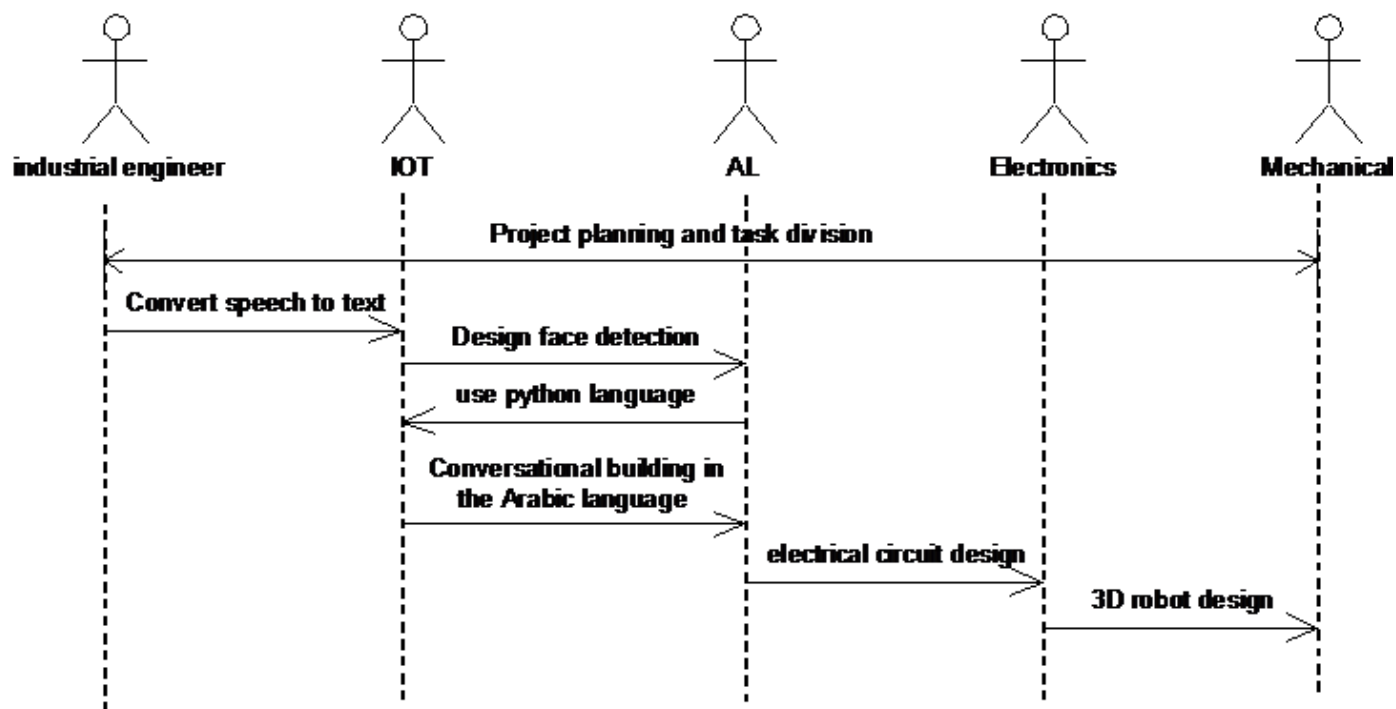 industrial engineer
IOT
AL
Electronics
Mechanical
Project planning and task division
Convert speech to text
Design face detection
use python language
Conversational building in
the Arabic language
electrical circuit design
3D robot design